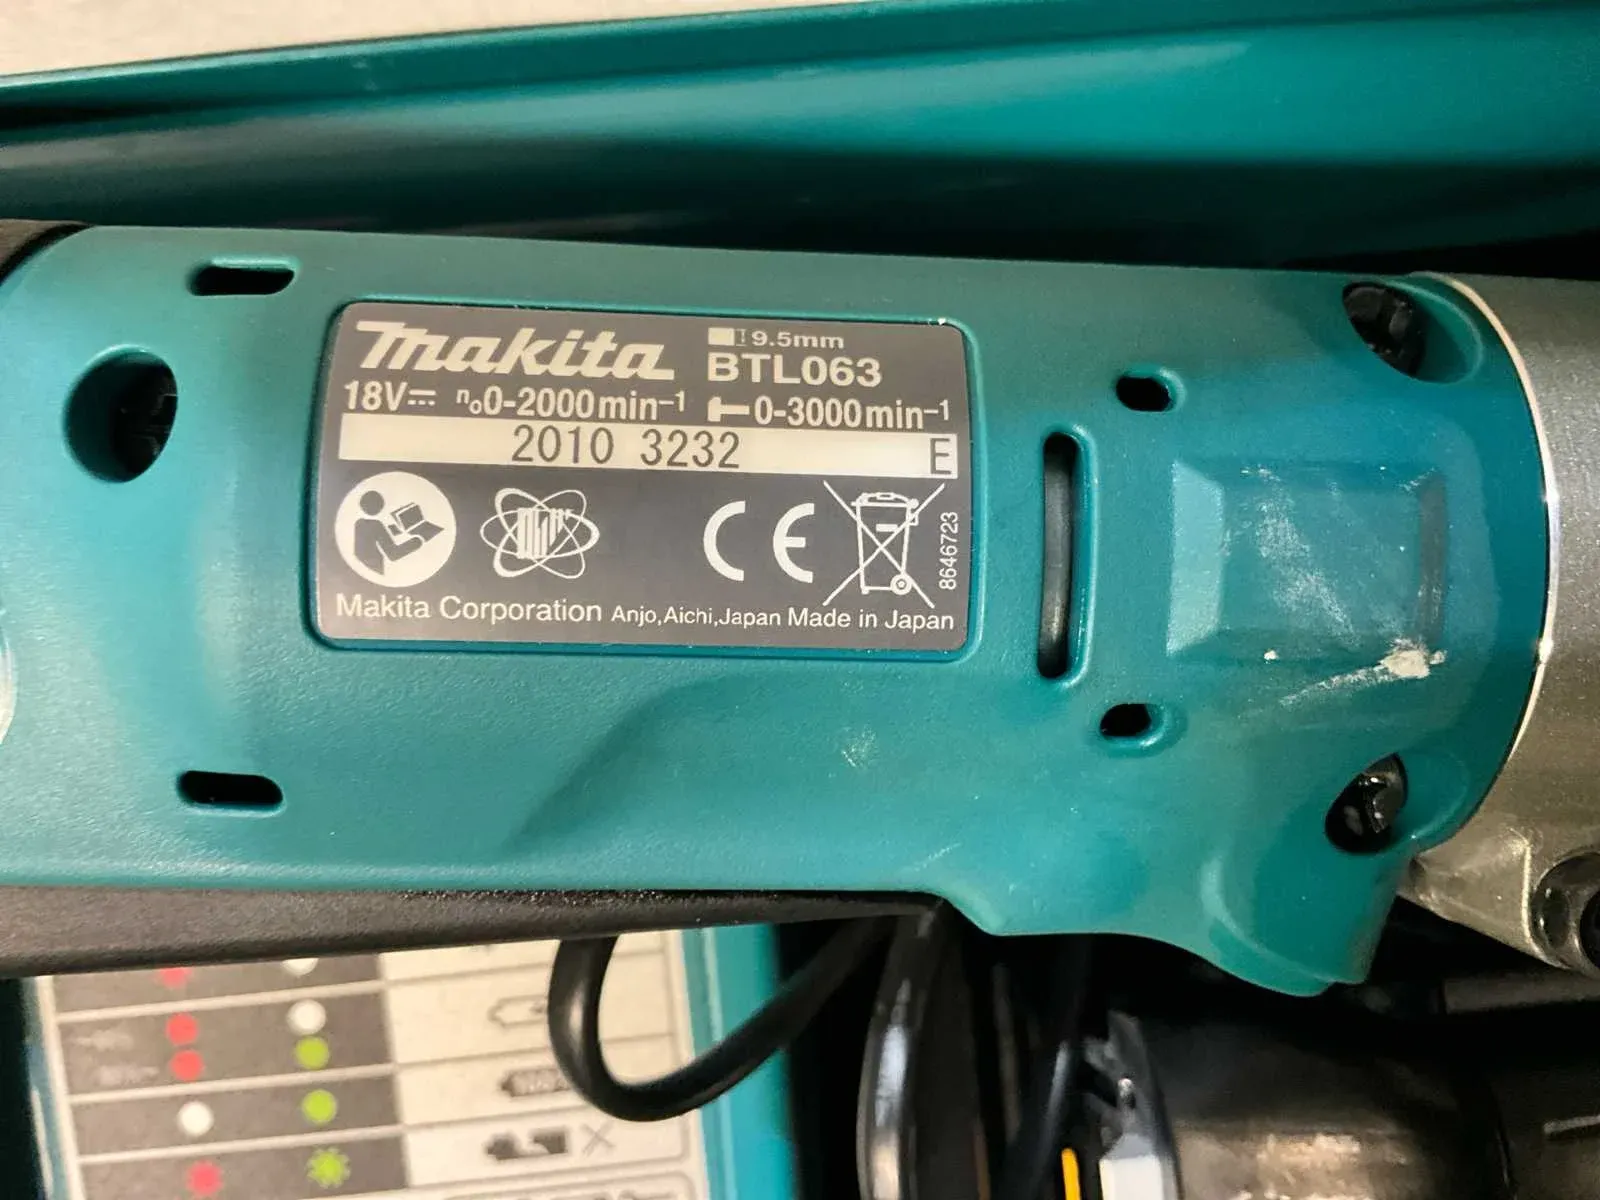 makita 9.5mm
BTL063
18V n₀0-2000min⁻¹ 0-3000min⁻¹
2010 3232 E
CE
8646723
Makita Corporation Anjo,Aichi,Japan Made in Japan